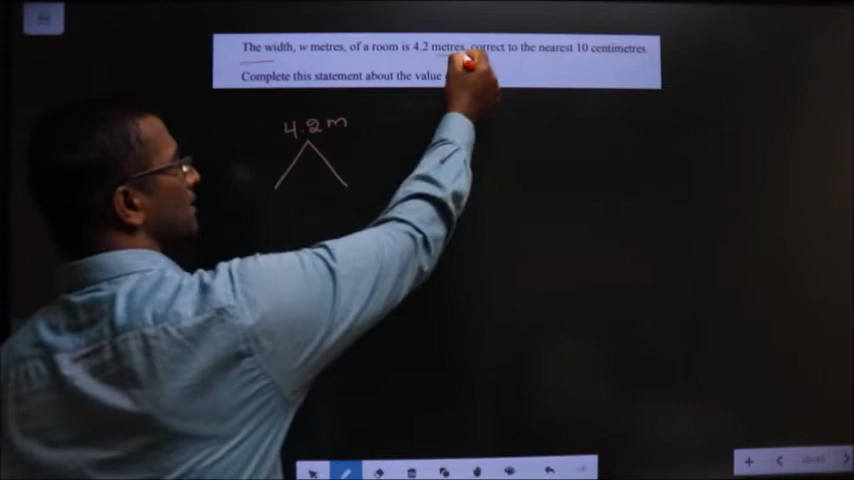 The width, w metres, of a room is 4.2 metres, correct to the nearest 10 centimetres.
Complete this statement about the value
4.2 m